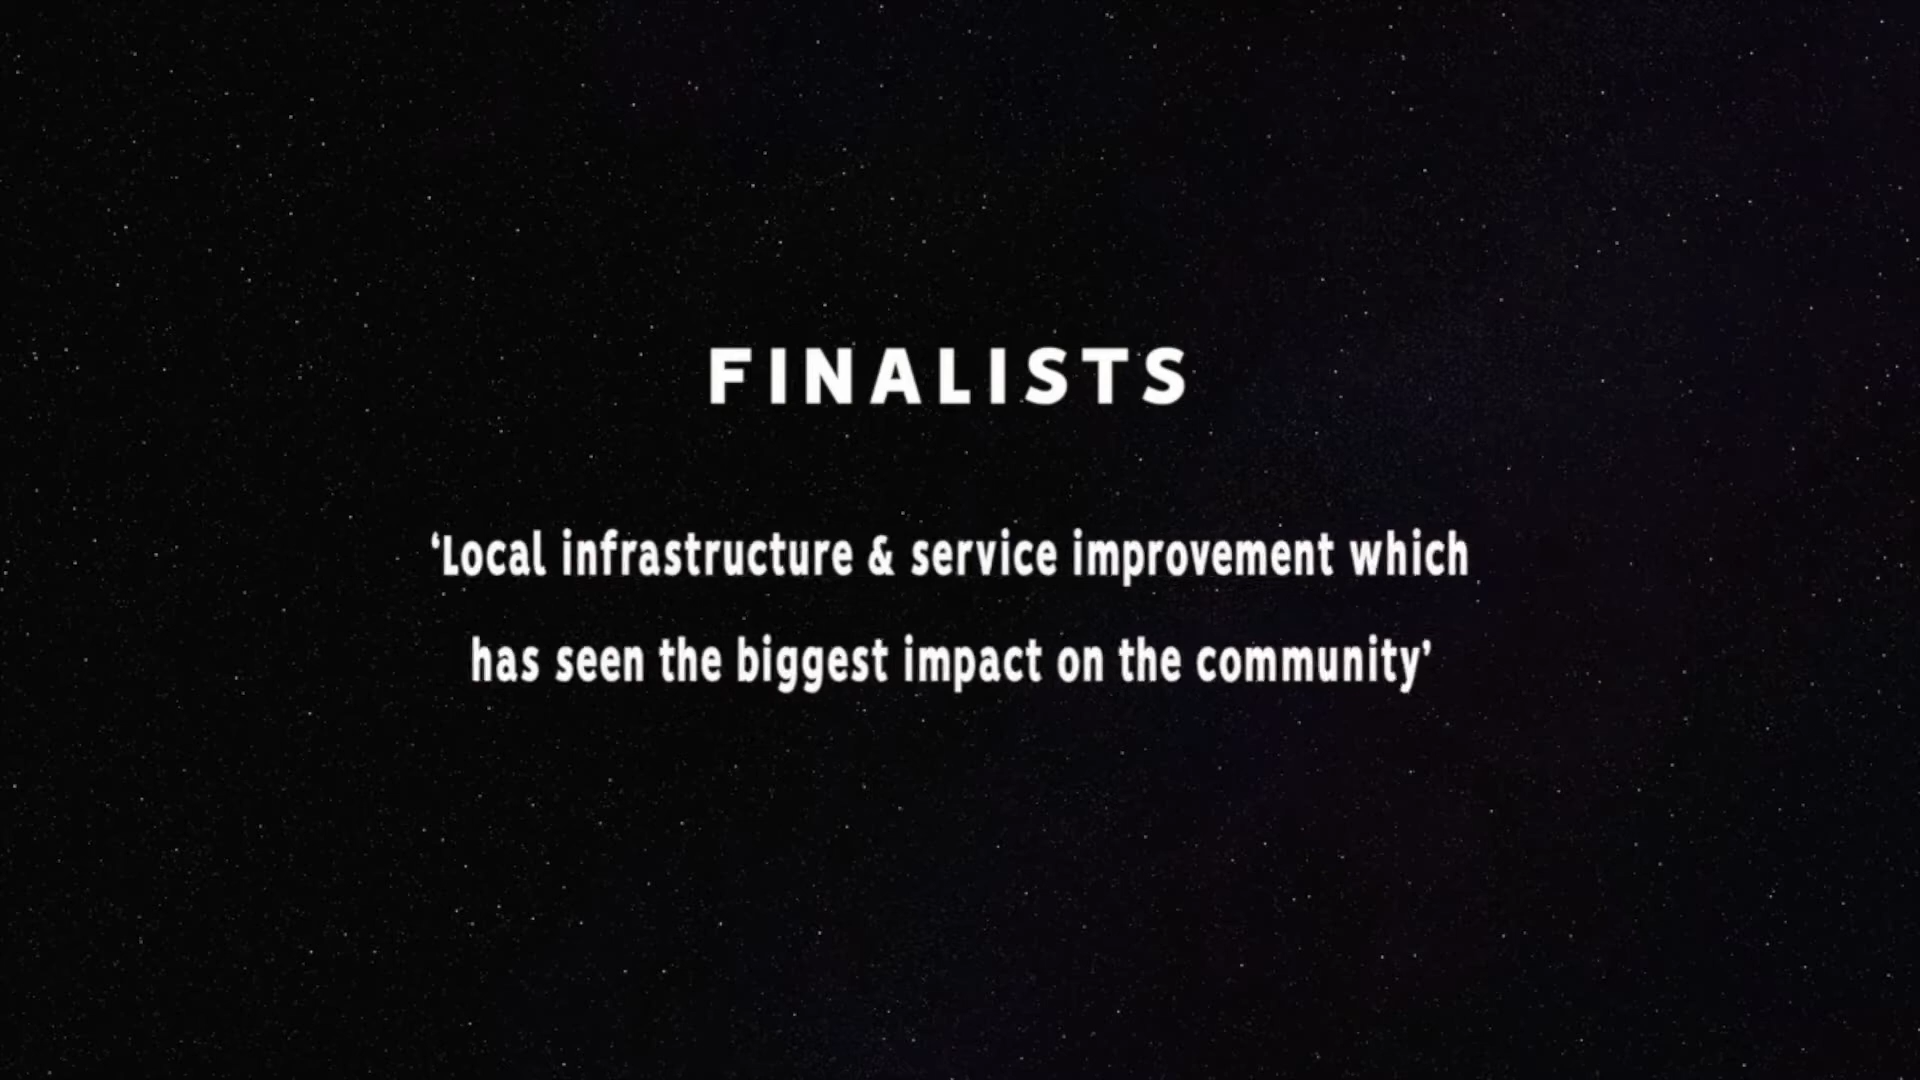 FINALISTS
‘Local infrastructure & service improvement which
has seen the biggest impact on the community’